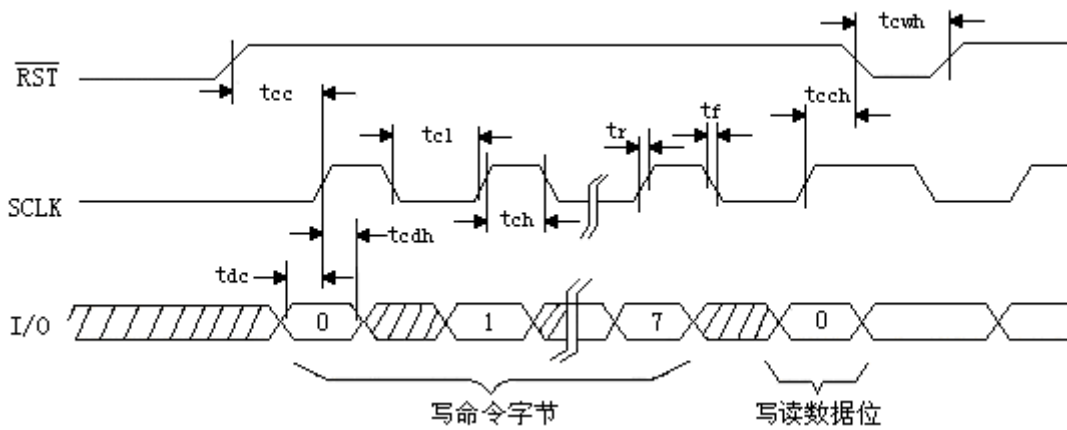 tcwh
RST
tcc
tcch
tcl
tr
tf
SCLK
tch
tcdh
tdc
I/O
0 1 7 0
写命令字节 写读数据位